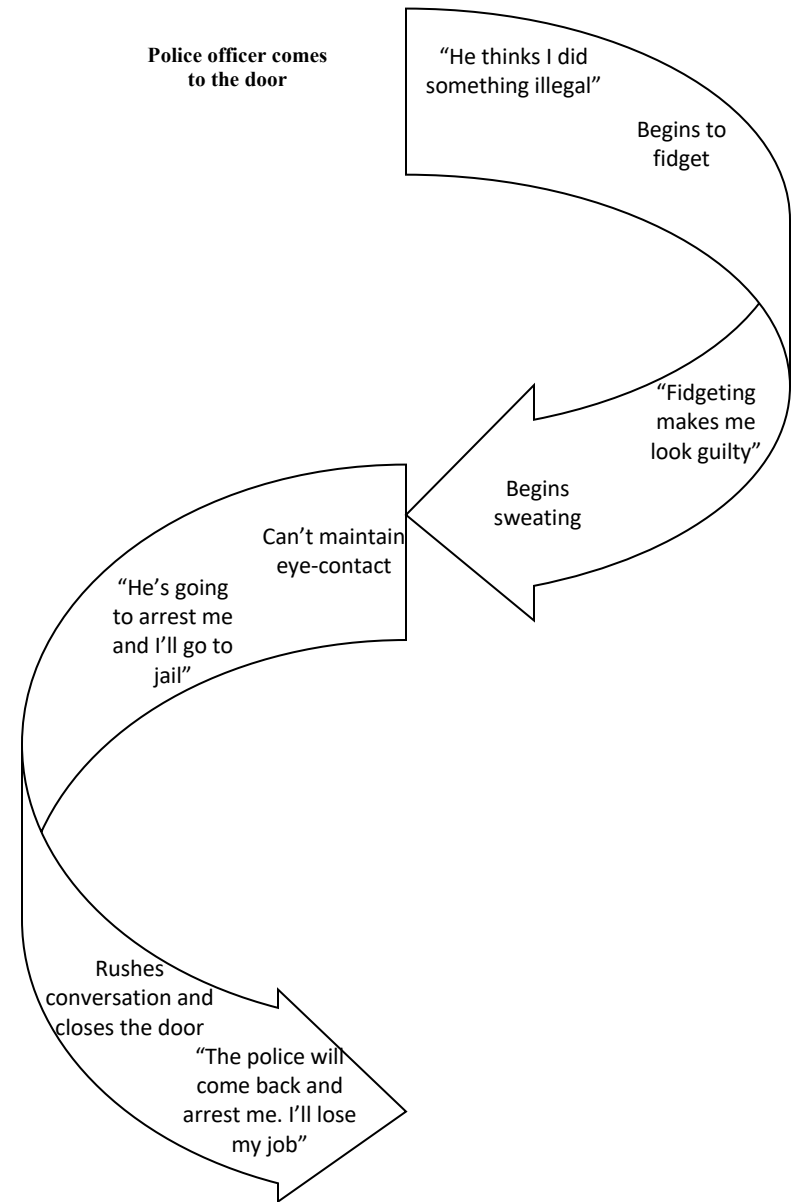 Police officer comes
to the door
“He thinks I did
something illegal”
Begins to
fidget
“Fidgeting
makes me
look guilty”
Begins
sweating
Can’t maintain
eye-contact
“He’s going
to arrest me
and I’ll go to
jail”
Rushes
conversation and
closes the door
“The police will
come back and
arrest me. I’ll lose
my job”